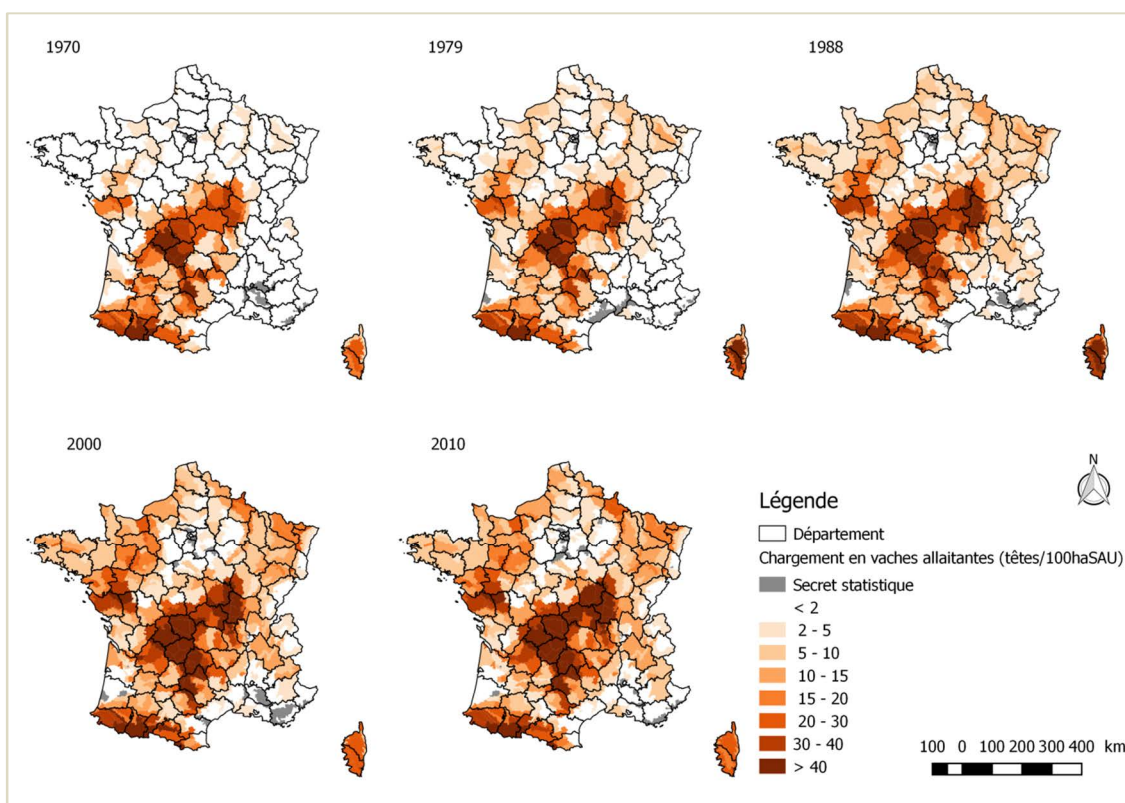 1970
1979
1988
2000
2010
N
Légende
Département
Chargement en vaches allaitantes (têtes/100haSAU)
Secret statistique
< 2
2 - 5
5 - 10
10 - 15
15 - 20
20 - 30
30 - 40
> 40
100 0 100 200 300 400 km